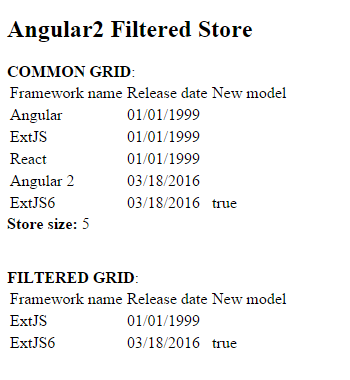 Angular2 Filtered Store
COMMON GRID:
Framework name Release date New model
Angular 01/01/1999
ExtJS 01/01/1999
React 01/01/1999
Angular 2 03/18/2016
ExtJS6 03/18/2016 true
Store size: 5
FILTERED GRID:
Framework name Release date New model
ExtJS 01/01/1999
ExtJS6 03/18/2016 true